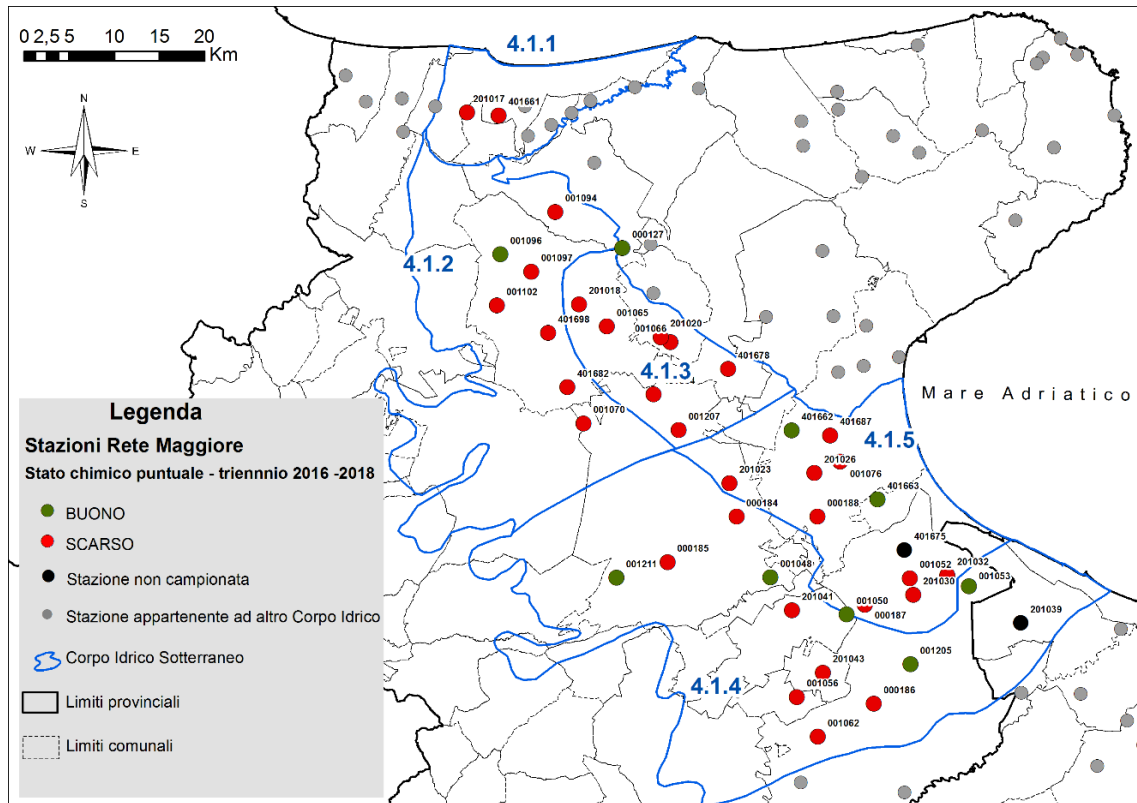 4.1.1
0 2,5 5 10 15 20
Km
N
W E
S
201017
401661
001094
000127
001096
4.1.2
001097
001102
201018
001065
401698
001066
201020
401678
4.1.3
401682
4
001070
001207
Mare Adriatico
401662
401687
4.1.5
201026
001076
201023
401663
000184
000188
401675
000185
001211
001048
001052
201032
201030
001053
201041
001050
000187
201039
001205
201043
4.1.4
001056
000186
001062
Legenda
Stazioni Rete Maggiore
Stato chimico puntuale - triennnio 2016 -2018
BUONO
SCARSO
Stazione non campionata
Stazione appartenente ad altro Corpo Idrico
Corpo Idrico Sotterraneo
Limiti provinciali
Limiti comunali